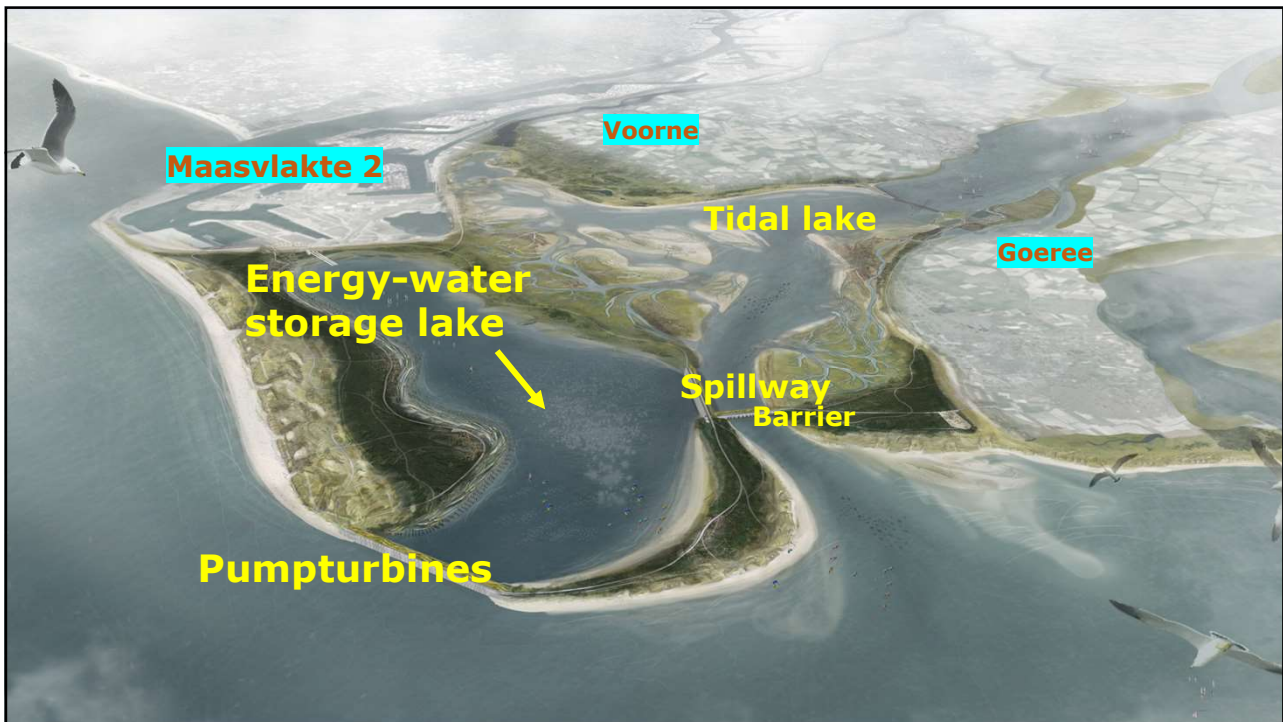 Voorne
Maasvlakte 2
Tidal lake
Goeree
Energy-water
storage lake
Spillway
Barrier
Pumpturbines